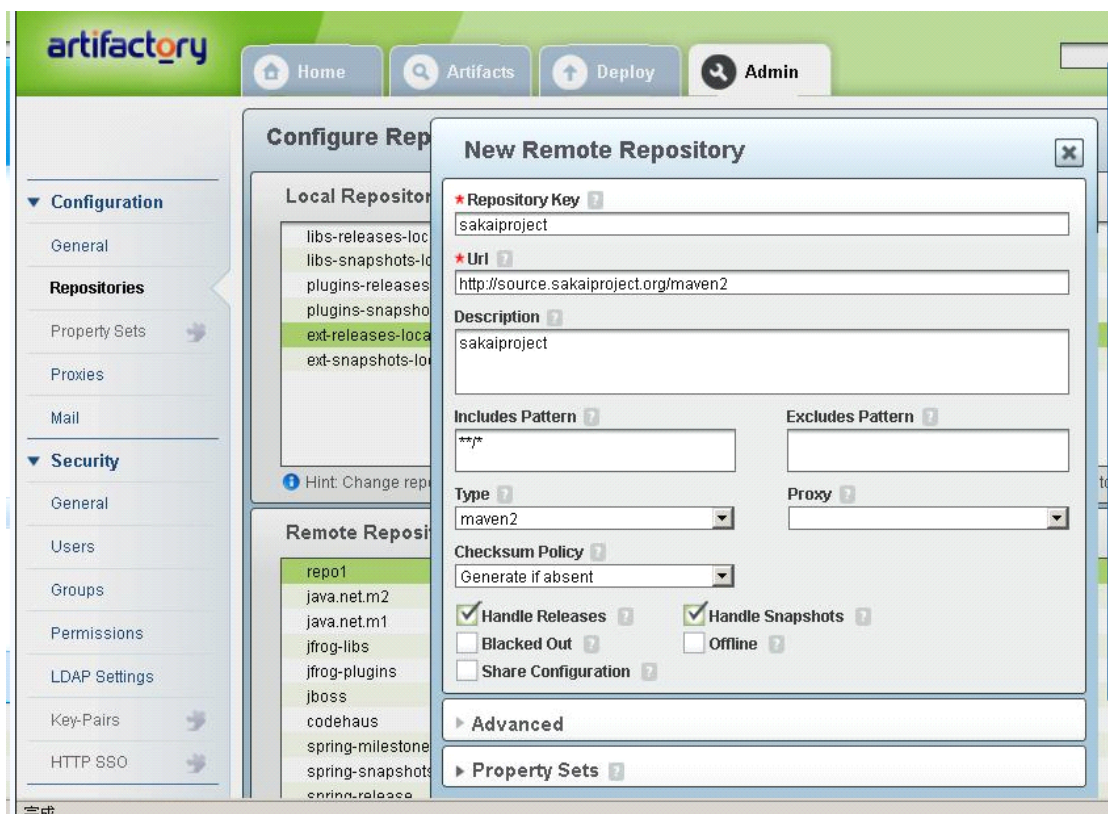 artifactory
Home
Artifacts
Deploy
Admin
Configuration
General
Repositories
Property Sets
Proxies
Mail
Security
General
Users
Groups
Permissions
LDAP Settings
Key-Pairs
HTTP SSO
Configure Rep
Local Repositor
libs-releases-loc
libs-snapshots-lo
plugins-releases
plugins-snapsho
ext-releases-loca
ext-snapshots-lo
Hint: Change rep
Remote Reposi
repo1
java.net.m2
java.net.m1
jfrog-libs
jfrog-plugins
jboss
codehaus
spring-milestone
spring-snapshots
spring-release
New Remote Repository
* Repository Key ?
sakaiproject
* Url ?
http://source.sakaiproject.org/maven2
Description ?
sakaiproject
Includes Pattern ? Excludes Pattern ?
**/*
Type ? Proxy ?
maven2
Checksum Policy ?
Generate if absent
Handle Releases ? Handle Snapshots ?
Blacked Out ? Offline ?
Share Configuration ?
Advanced
Property Sets ?
完成